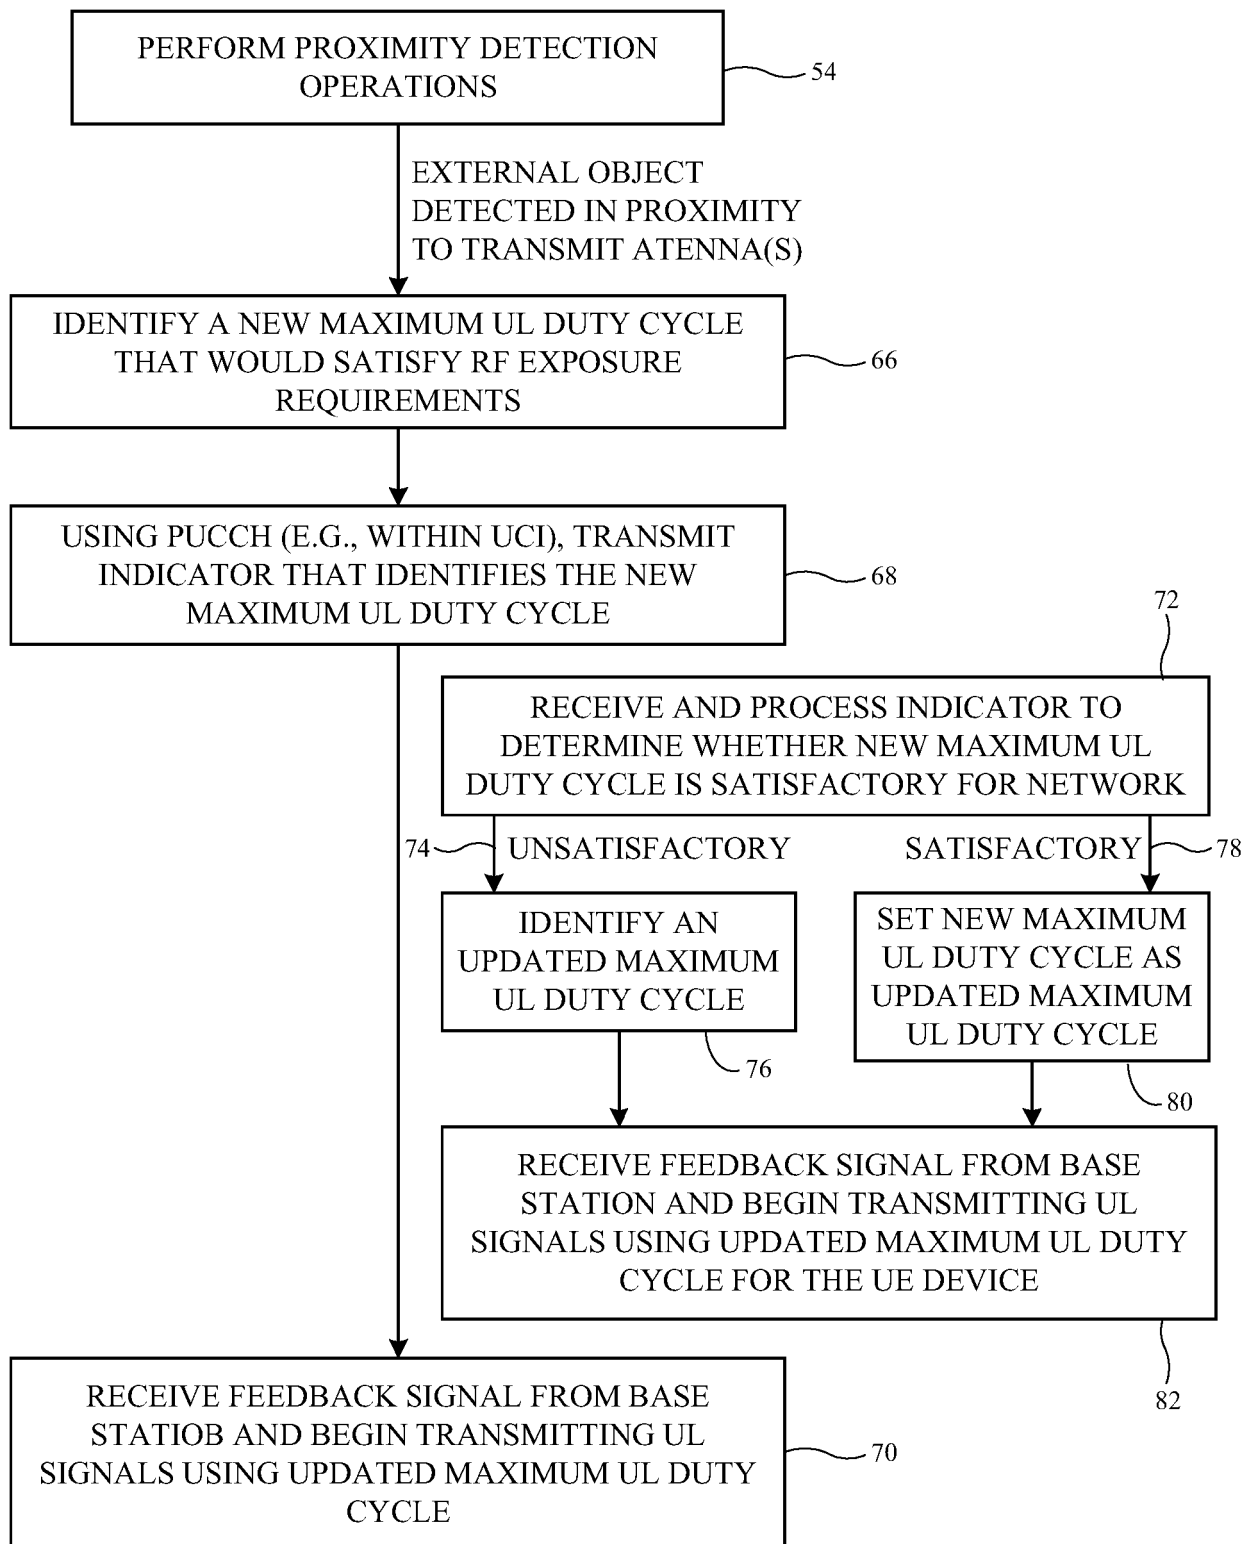 PERFORM PROXIMITY DETECTION
OPERATIONS
54
EXTERNAL OBJECT
DETECTED IN PROXIMITY
TO TRANSMIT ATENNA(S)
IDENTIFY A NEW MAXIMUM UL DUTY CYCLE
THAT WOULD SATISFY RF EXPOSURE
REQUIREMENTS
66
USING PUCCH (E.G., WITHIN UCI), TRANSMIT
INDICATOR THAT IDENTIFIES THE NEW
MAXIMUM UL DUTY CYCLE
68
72
RECEIVE AND PROCESS INDICATOR TO
DETERMINE WHETHER NEW MAXIMUM UL
DUTY CYCLE IS SATISFACTORY FOR NETWORK
74
UNSATISFACTORY
SATISFACTORY
78
IDENTIFY AN
UPDATED MAXIMUM
UL DUTY CYCLE
76
SET NEW MAXIMUM
UL DUTY CYCLE AS
UPDATED MAXIMUM
UL DUTY CYCLE
80
RECEIVE FEEDBACK SIGNAL FROM BASE
STATION AND BEGIN TRANSMITTING UL
SIGNALS USING UPDATED MAXIMUM UL DUTY
CYCLE FOR THE UE DEVICE
82
RECEIVE FEEDBACK SIGNAL FROM BASE
STATIOB AND BEGIN TRANSMITTING UL
SIGNALS USING UPDATED MAXIMUM UL DUTY
CYCLE
70